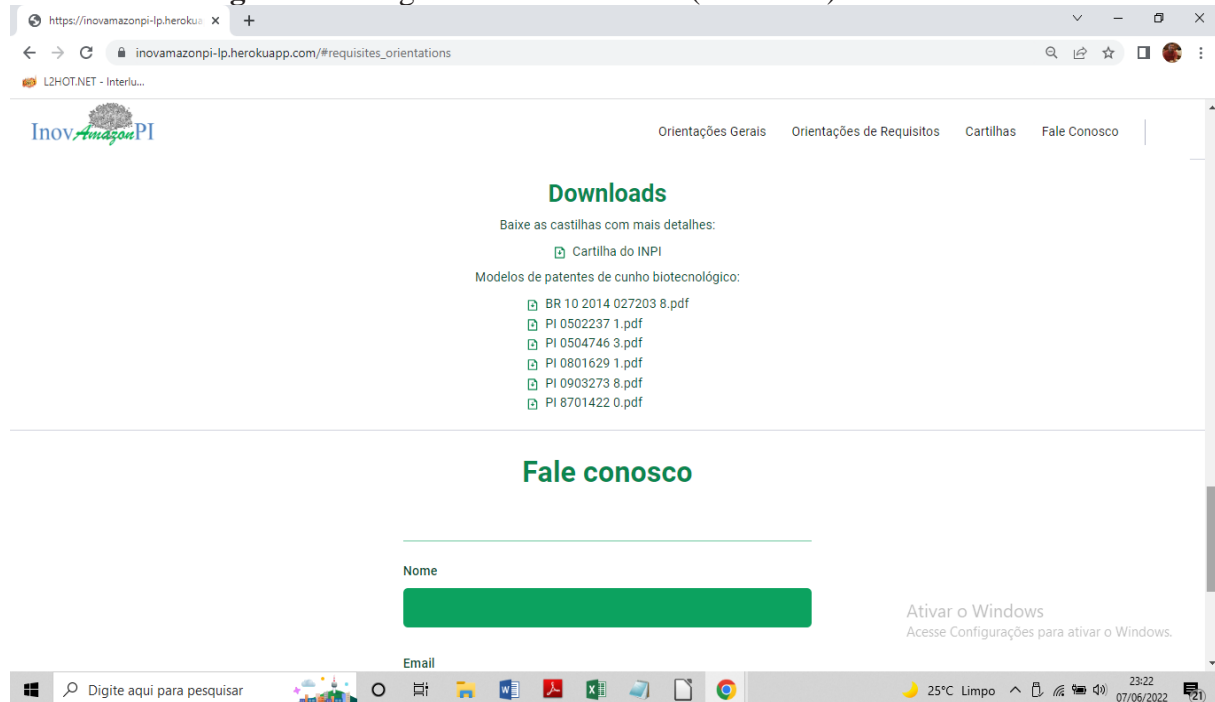 https://inovamazonpi-lp.heroku
inovamazonpi-lp.herokuapp.com/#requisites_orientations
L2HOT.NET - Interlu...
InovAmazonPI
Orientações Gerais Orientações de Requisitos Cartilhas Fale Conosco
Downloads
Baixe as castilhas com mais detalhes:
Cartilha do INPI
Modelos de patentes de cunho biotecnológico:
BR 10 2014 027203 8.pdf
PI 0502237 1.pdf
PI 0504746 3.pdf
PI 0801629 1.pdf
PI 0903273 8.pdf
PI 8701422 0.pdf
Fale conosco
Nome
Ativar o Windows
Acesse Configurações para ativar o Windows.
Email
Digite aqui para pesquisar
25°C Limpo
23:22
07/06/2022
21